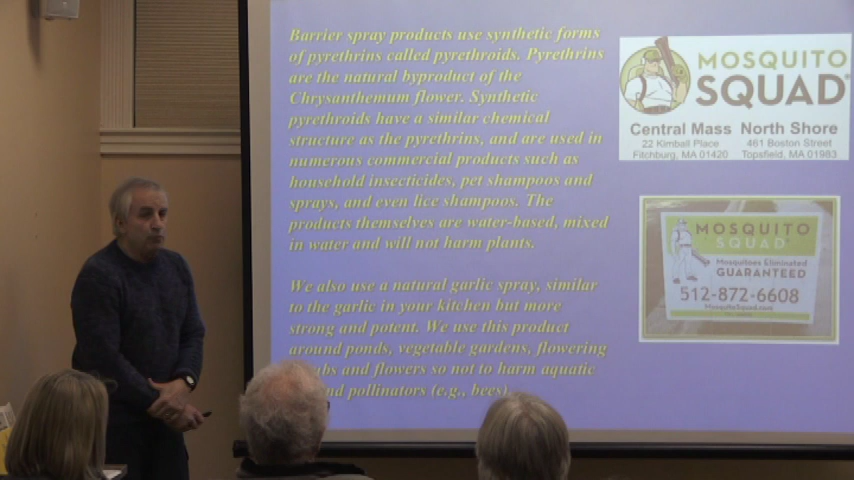 Barrier spray products use synthetic forms
of pyrethrins called pyrethroids. Pyrethrins
are the natural byproduct of the
Chrysanthemum flower. Synthetic
pyrethroids have a similar chemical
structure as the pyrethrins, and are used in
numerous commercial products such as
household insecticides, pet shampoos and
sprays, and even lice shampoos. The
products themselves are water-based, mixed
in water and will not harm plants.
We also use a natural garlic spray, similar
to the garlic in your kitchen but more
strong and potent. We use this product
around ponds, vegetable gardens, flowering
and flowers so not to harm aquatic
pollinators (e.g., bees).
MOSQUITO
SQUAD®
Central Mass North Shore
22 Kimball Place 461 Boston Street
Fitchburg, MA 01420 Topsfield, MA 01983
MOSQUITO
SQUAD
Mosquitoes Eliminated
GUARANTEED
512-872-6608
MosquitoSquad.com